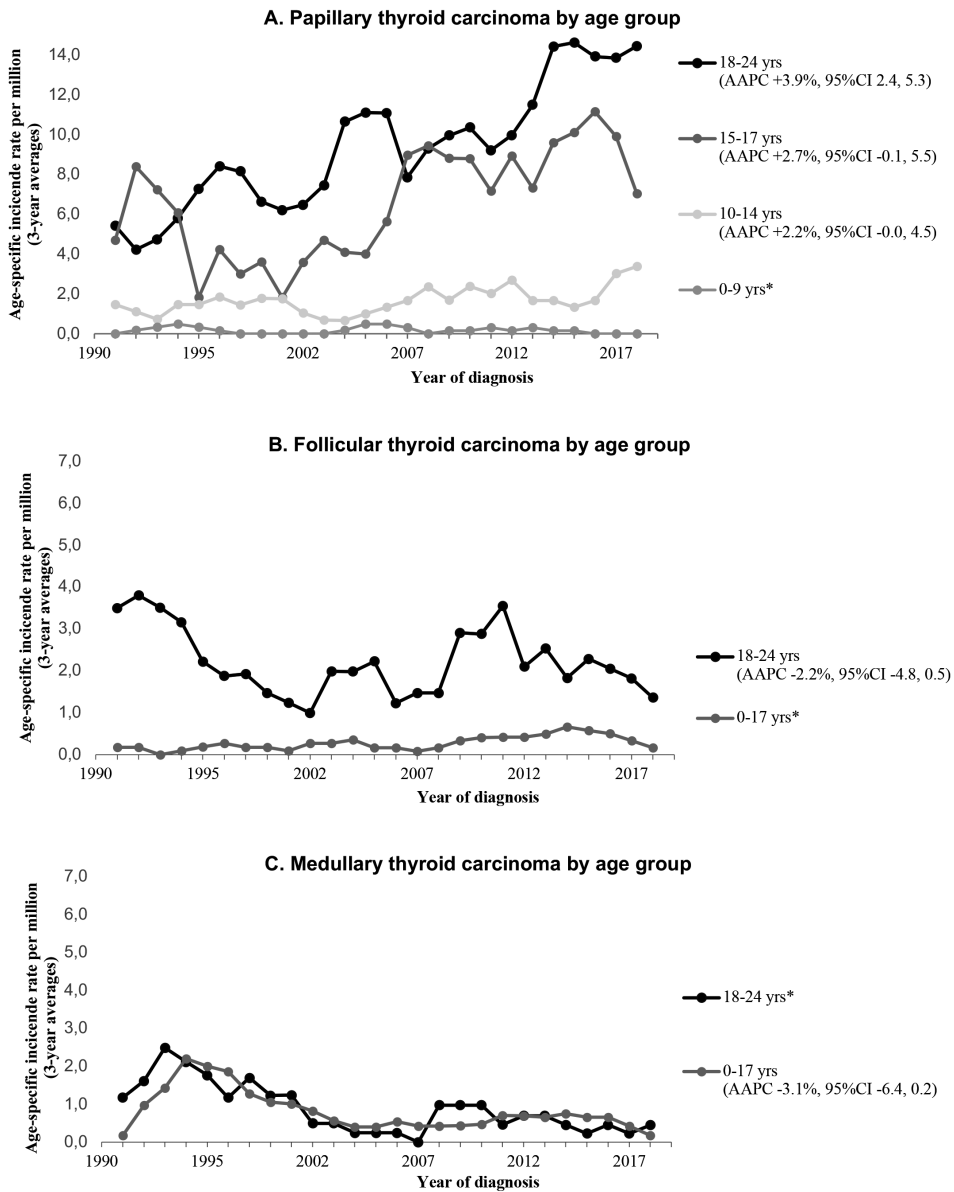 A. Papillary thyroid carcinoma by age group
Age-specific incicende rate per million
(3-year averages)
14,0
12,0
10,0
8,0
6,0
4,0
2,0
0,0
1990
1995
2002
2007
2012
2017
Year of diagnosis
18-24 yrs
(AAPC +3.9%, 95%CI 2.4, 5.3)
15-17 yrs
(AAPC +2.7%, 95%CI -0.1, 5.5)
10-14 yrs
(AAPC +2.2%, 95%CI -0.0, 4.5)
0-9 yrs*
B. Follicular thyroid carcinoma by age group
Age-specific incicende rate per million
(3-year averages)
7,0
6,0
5,0
4,0
3,0
2,0
1,0
0,0
1990
1995
2002
2007
2012
2017
Year of diagnosis
18-24 yrs
(AAPC -2.2%, 95%CI -4.8, 0.5)
0-17 yrs*
C. Medullary thyroid carcinoma by age group
Age-specific incicende rate per million
(3-year averages)
7,0
6,0
5,0
4,0
3,0
2,0
1,0
0,0
1990
1995
2002
2007
2012
2017
Year of diagnosis
18-24 yrs*
0-17 yrs
(AAPC -3.1%, 95%CI -6.4, 0.2)